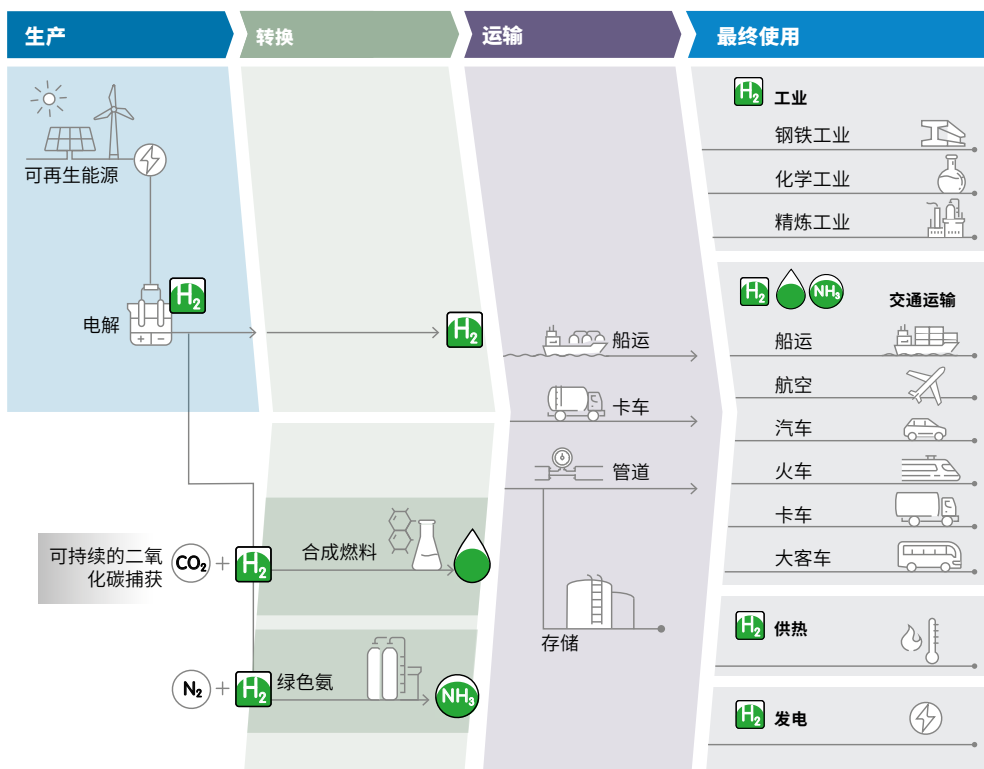 生产
转换
运输
最终使用
可再生能源
电解
H2
H2
可持续的二氧
化碳捕获
CO2 + H2
合成燃料
N2 + H2
绿色氨
NH3
船运
卡车
管道
存储
H2 工业
钢铁工业
化学工业
精炼工业
H2 NH3 交通运输
船运
航空
汽车
火车
卡车
大客车
H2 供热
H2 发电